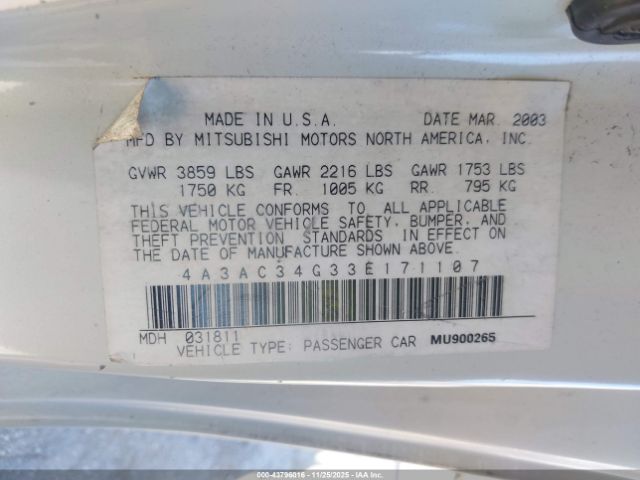 MADE IN U.S.A. DATE MAR. 2003
MFD BY MITSUBISHI MOTORS NORTH AMERICA, INC.
GVWR 3859 LBS GAWR 2216 LBS GAWR 1753 LBS
1750 KG FR. 1005 KG RR. 795 KG
THIS VEHICLE CONFORMS TO ALL APPLICABLE
FEDERAL MOTOR VEHICLE SAFETY, BUMPER, AND
THEFT PREVENTION STANDARDS IN EFFECT ON
THE DATE OF MANUFACTURE SHOWN ABOVE.
4A3AC34G33E171107
MDH 031811
VEHICLE TYPE: PASSENGER CAR MU900265
000-43796016 - 11/25/2025 - IAAI.COM